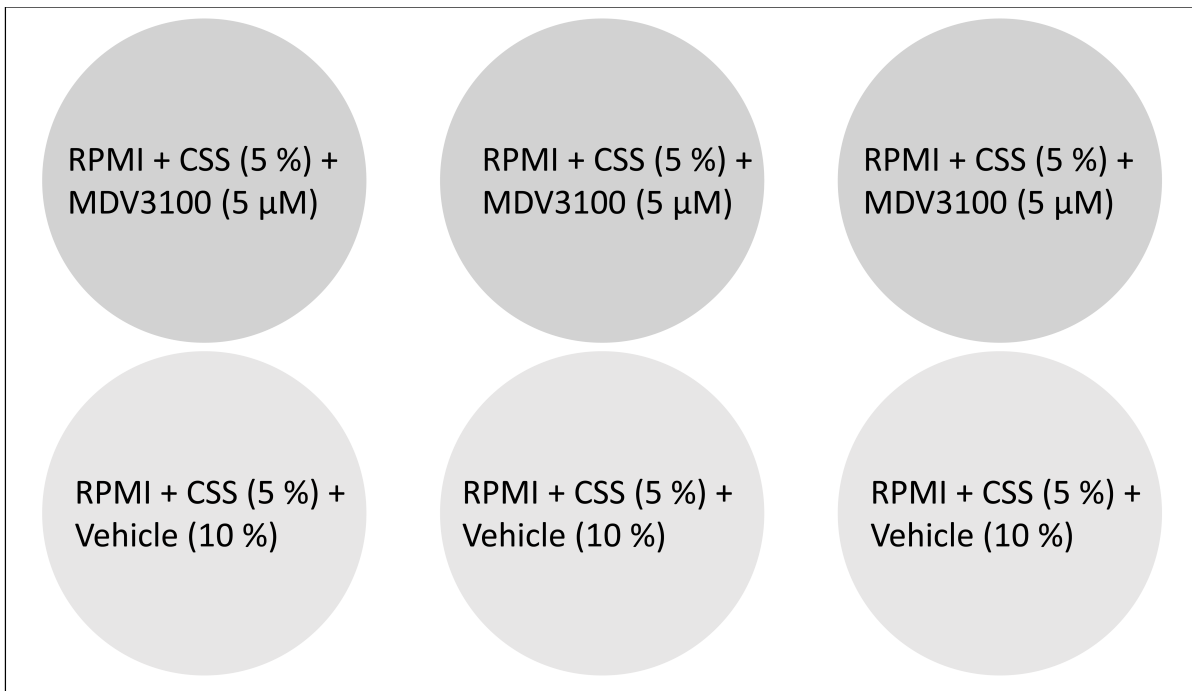 RPMI + CSS (5 %) +
MDV3100 (5 µM)
RPMI + CSS (5 %) +
MDV3100 (5 µM)
RPMI + CSS (5 %) +
MDV3100 (5 µM)
RPMI + CSS (5 %) +
Vehicle (10 %)
RPMI + CSS (5 %) +
Vehicle (10 %)
RPMI + CSS (5 %) +
Vehicle (10 %)